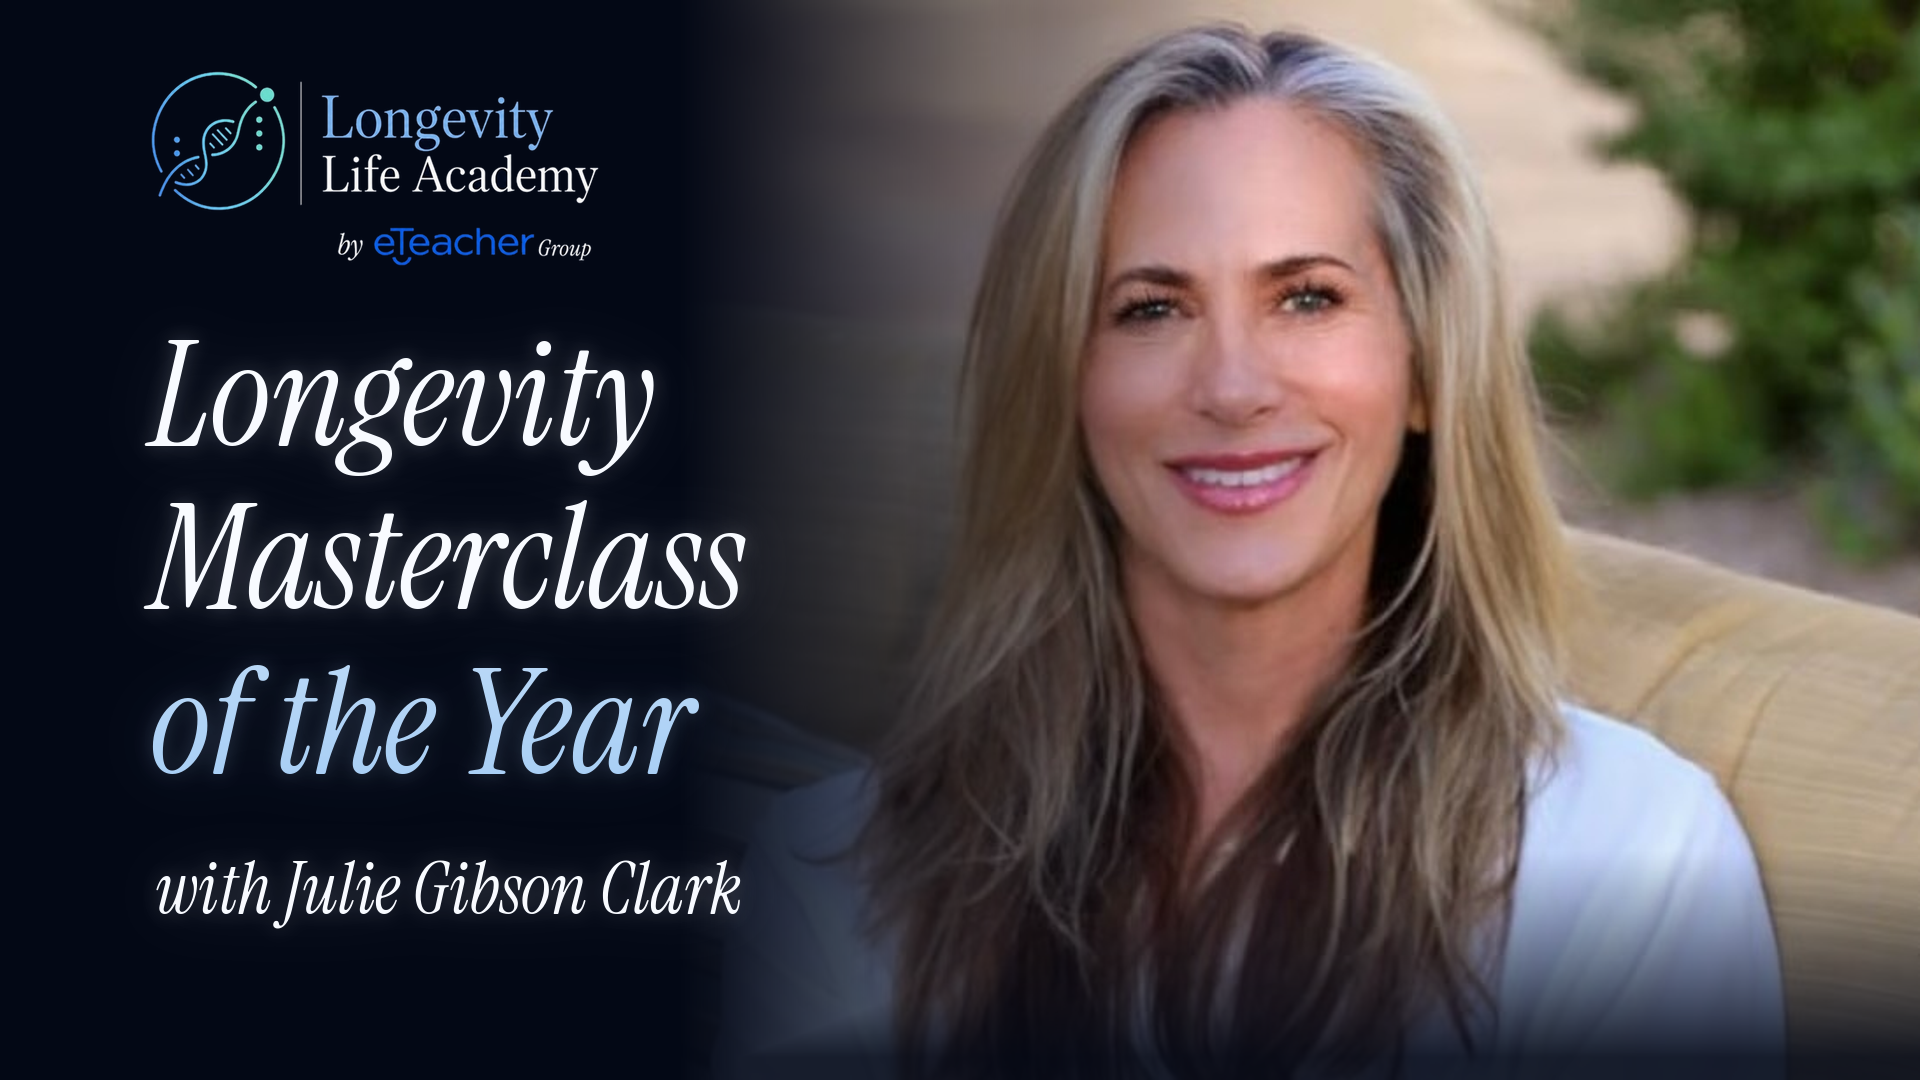 Longevity
Life Academy
by eTeacher Group
Longevity
Masterclass
of the Year
with Julie Gibson Clark